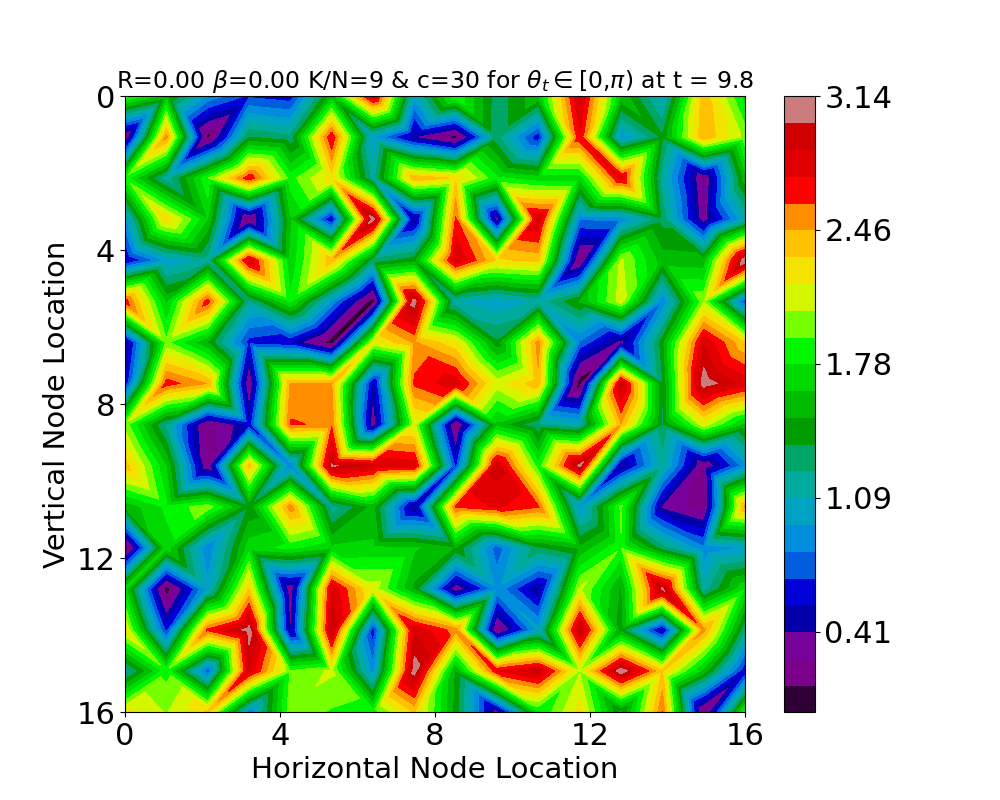 R=0.00 β=0.00 K/N=9 & c=30 for θₜ∈[0,π) at t = 9.8
0
4
8
12
16
Vertical Node Location
0 4 8 12 16
Horizontal Node Location
3.14
2.46
1.78
1.09
0.41